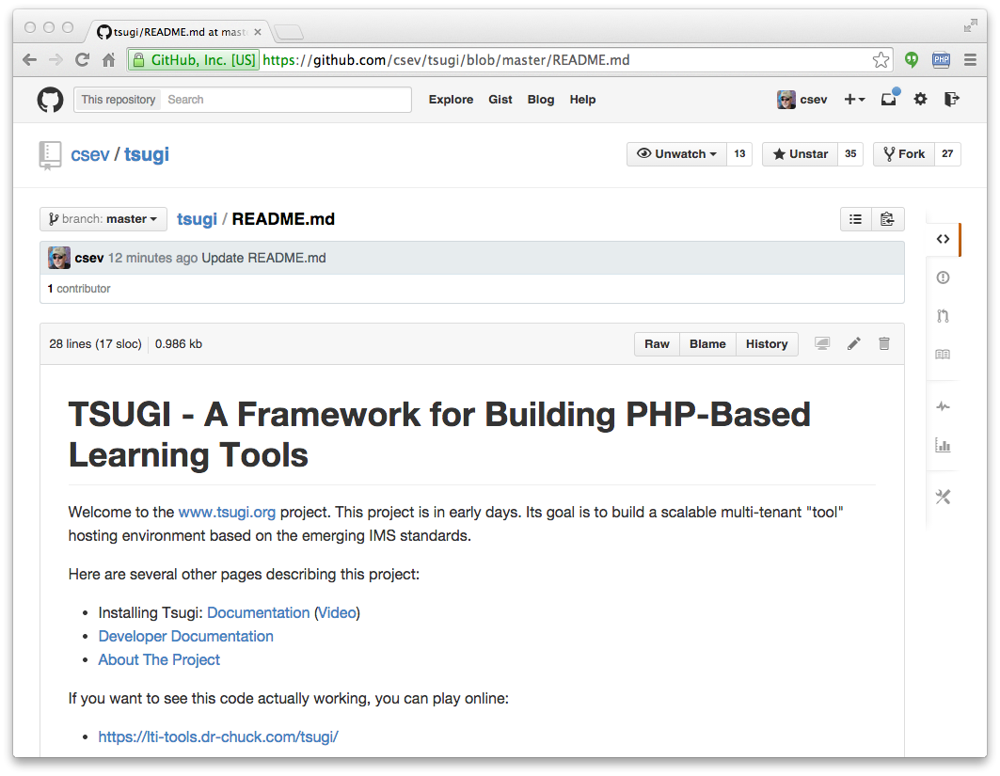 tsugi/README.md at mast
GitHub, Inc. [US] https://github.com/csev/tsugi/blob/master/README.md
PHP
This repository Search Explore Gist Blog Help csev
csev / tsugi Unwatch 13 Unstar 35 Fork 27
branch: master tsugi / README.md
csev 12 minutes ago Update README.md
1 contributor
28 lines (17 sloc) 0.986 kb Raw Blame History
TSUGI - A Framework for Building PHP-Based
Learning Tools
Welcome to the www.tsugi.org project. This project is in early days. Its goal is to build a scalable multi-tenant "tool"
hosting environment based on the emerging IMS standards.
Here are several other pages describing this project:
• Installing Tsugi: Documentation (Video)
• Developer Documentation
• About The Project
If you want to see this code actually working, you can play online:
• https://lti-tools.dr-chuck.com/tsugi/